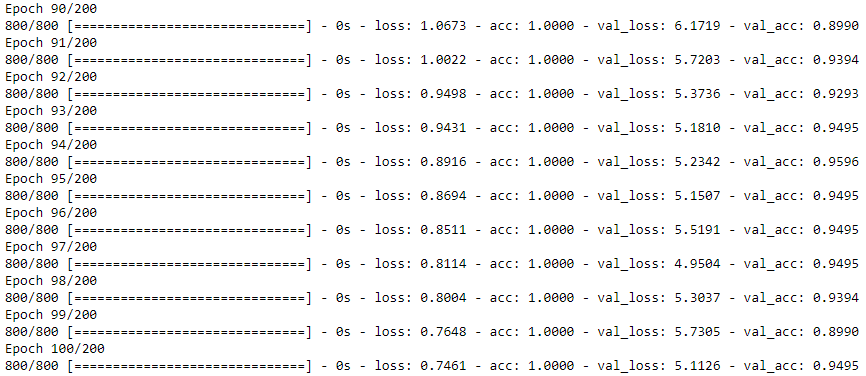 Epoch 90/200
800/800 [==============================] - 0s - loss: 1.0673 - acc: 1.0000 - val_loss: 6.1719 - val_acc: 0.8990
Epoch 91/200
800/800 [==============================] - 0s - loss: 1.0022 - acc: 1.0000 - val_loss: 5.7203 - val_acc: 0.9394
Epoch 92/200
800/800 [==============================] - 0s - loss: 0.9498 - acc: 1.0000 - val_loss: 5.3736 - val_acc: 0.9293
Epoch 93/200
800/800 [==============================] - 0s - loss: 0.9431 - acc: 1.0000 - val_loss: 5.1810 - val_acc: 0.9495
Epoch 94/200
800/800 [==============================] - 0s - loss: 0.8916 - acc: 1.0000 - val_loss: 5.2342 - val_acc: 0.9596
Epoch 95/200
800/800 [==============================] - 0s - loss: 0.8694 - acc: 1.0000 - val_loss: 5.1507 - val_acc: 0.9495
Epoch 96/200
800/800 [==============================] - 0s - loss: 0.8511 - acc: 1.0000 - val_loss: 5.5191 - val_acc: 0.9495
Epoch 97/200
800/800 [==============================] - 0s - loss: 0.8114 - acc: 1.0000 - val_loss: 4.9504 - val_acc: 0.9495
Epoch 98/200
800/800 [==============================] - 0s - loss: 0.8004 - acc: 1.0000 - val_loss: 5.3037 - val_acc: 0.9394
Epoch 99/200
800/800 [==============================] - 0s - loss: 0.7648 - acc: 1.0000 - val_loss: 5.7305 - val_acc: 0.8990
Epoch 100/200
800/800 [==============================] - 0s - loss: 0.7461 - acc: 1.0000 - val_loss: 5.1126 - val_acc: 0.9495